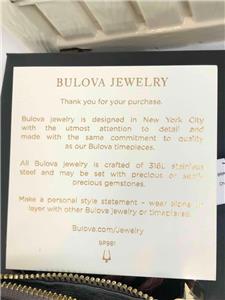 BULOVA JEWELRY
Thank you for your purchase.
Bulova jewelry is designed in New York City
with the utmost attention to detail and
made with the same commitment to quality
as our Bulova timepieces.
All Bulova jewelry is crafted of 316L stainless
steel and may be set with precious or semi-
precious gemstones.
Make a personal style statement - wear alone or
layer with other Bulova jewelry or timepieces.
Bulova.com/Jewelry
BP981